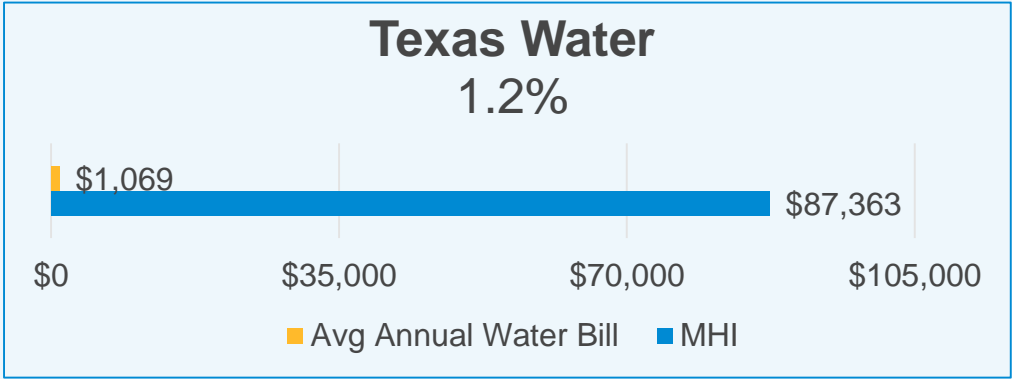 Texas Water
1.2%
$1,069
$87,363
$0 $35,000 $70,000 $105,000
Avg Annual Water Bill MHI